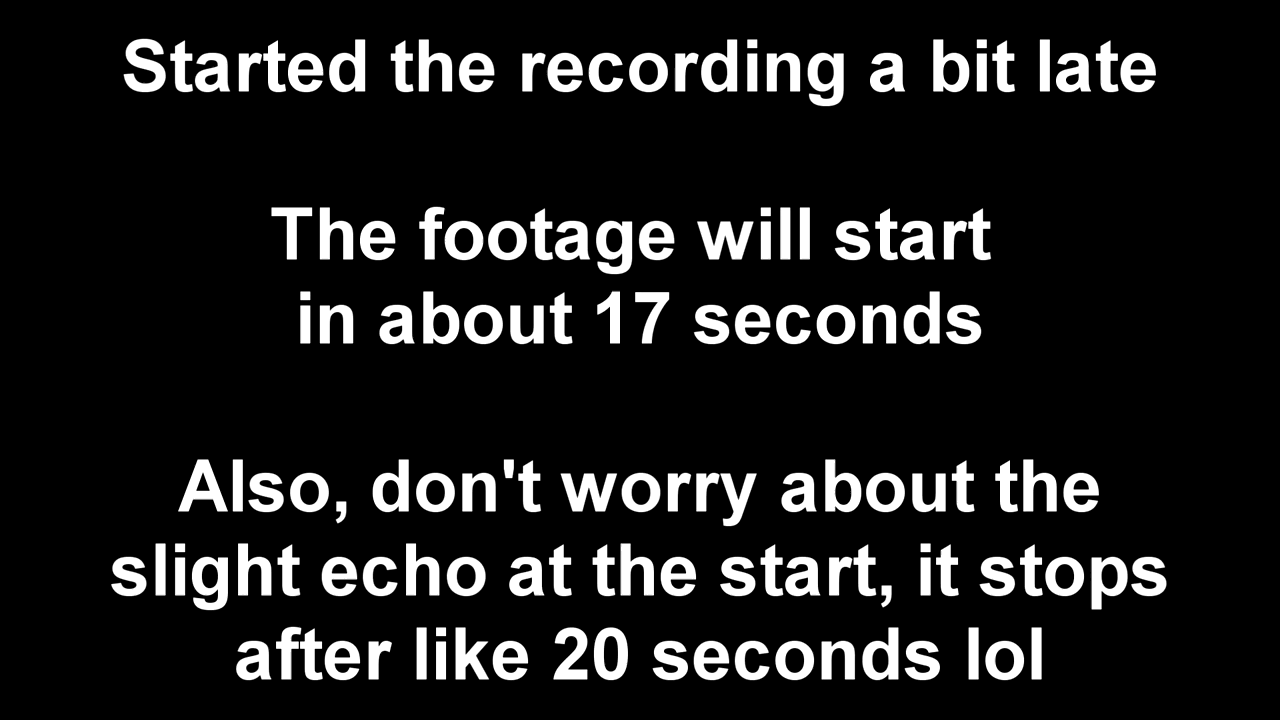 Started the recording a bit late
The footage will start
in about 17 seconds
Also, don't worry about the
slight echo at the start, it stops
after like 20 seconds lol